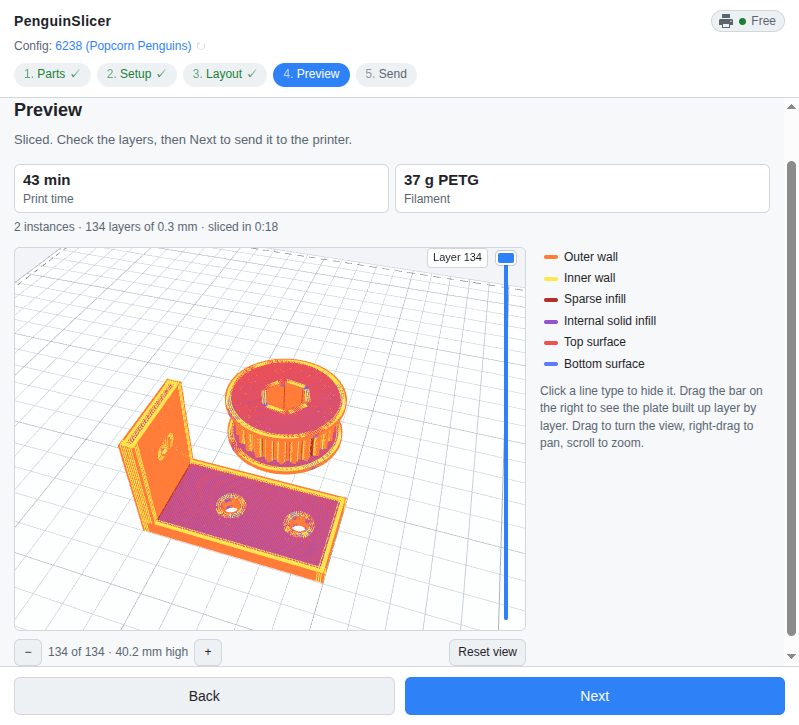 PenguinSlicer
Free
Config: 6238 (Popcorn Penguins)
1. Parts ✓
2. Setup ✓
3. Layout ✓
4. Preview
5. Send
Preview
Sliced. Check the layers, then Next to send it to the printer.
43 min
Print time
37 g PETG
Filament
2 instances · 134 layers of 0.3 mm · sliced in 0:18
Layer 134
Outer wall
Inner wall
Sparse infill
Internal solid infill
Top surface
Bottom surface
Click a line type to hide it. Drag the bar on
the right to see the plate built up layer by
layer. Drag to turn the view, right-drag to
pan, scroll to zoom.
−
134 of 134 · 40.2 mm high
+
Reset view
Back
Next